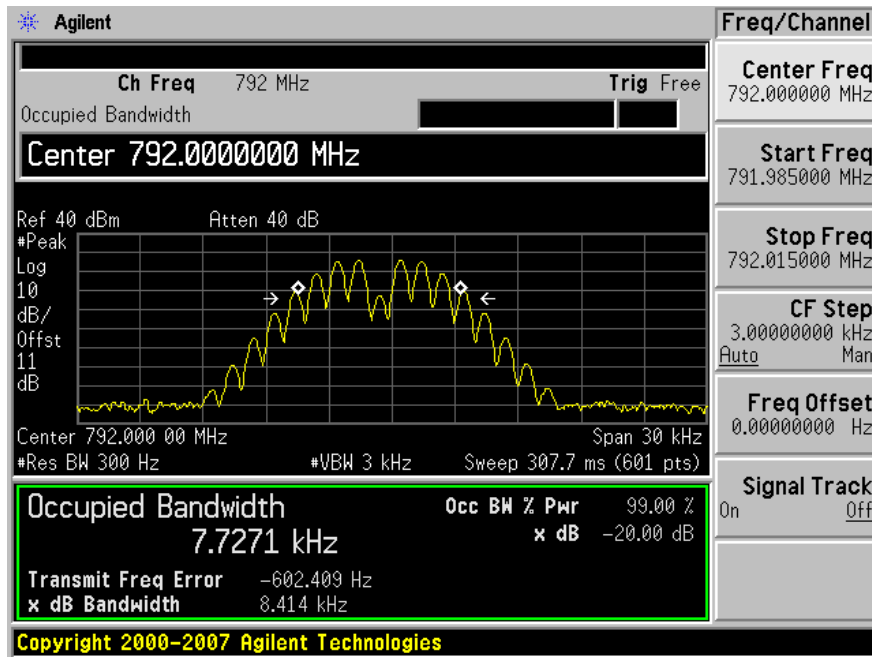 Agilent
Freq/Channel
Ch Freq 792 MHz Trig Free
Occupied Bandwidth
Center 792.0000000 MHz
Center Freq
792.000000 MHz
Start Freq
791.985000 MHz
Stop Freq
792.015000 MHz
CF Step
3.00000000 kHz
Auto Man
Freq Offset
0.00000000 Hz
Signal Track
On Off
Ref 40 dBm Atten 40 dB
#Peak
Log
10
dB/
Offst
11
dB
Center 792.000 00 MHz Span 30 kHz
#Res BW 300 Hz #VBW 3 kHz Sweep 307.7 ms (601 pts)
Occupied Bandwidth Occ BW % Pwr 99.00 %
7.7271 kHz x dB -20.00 dB
Transmit Freq Error -602.409 Hz
x dB Bandwidth 8.414 kHz
Copyright 2000-2007 Agilent Technologies